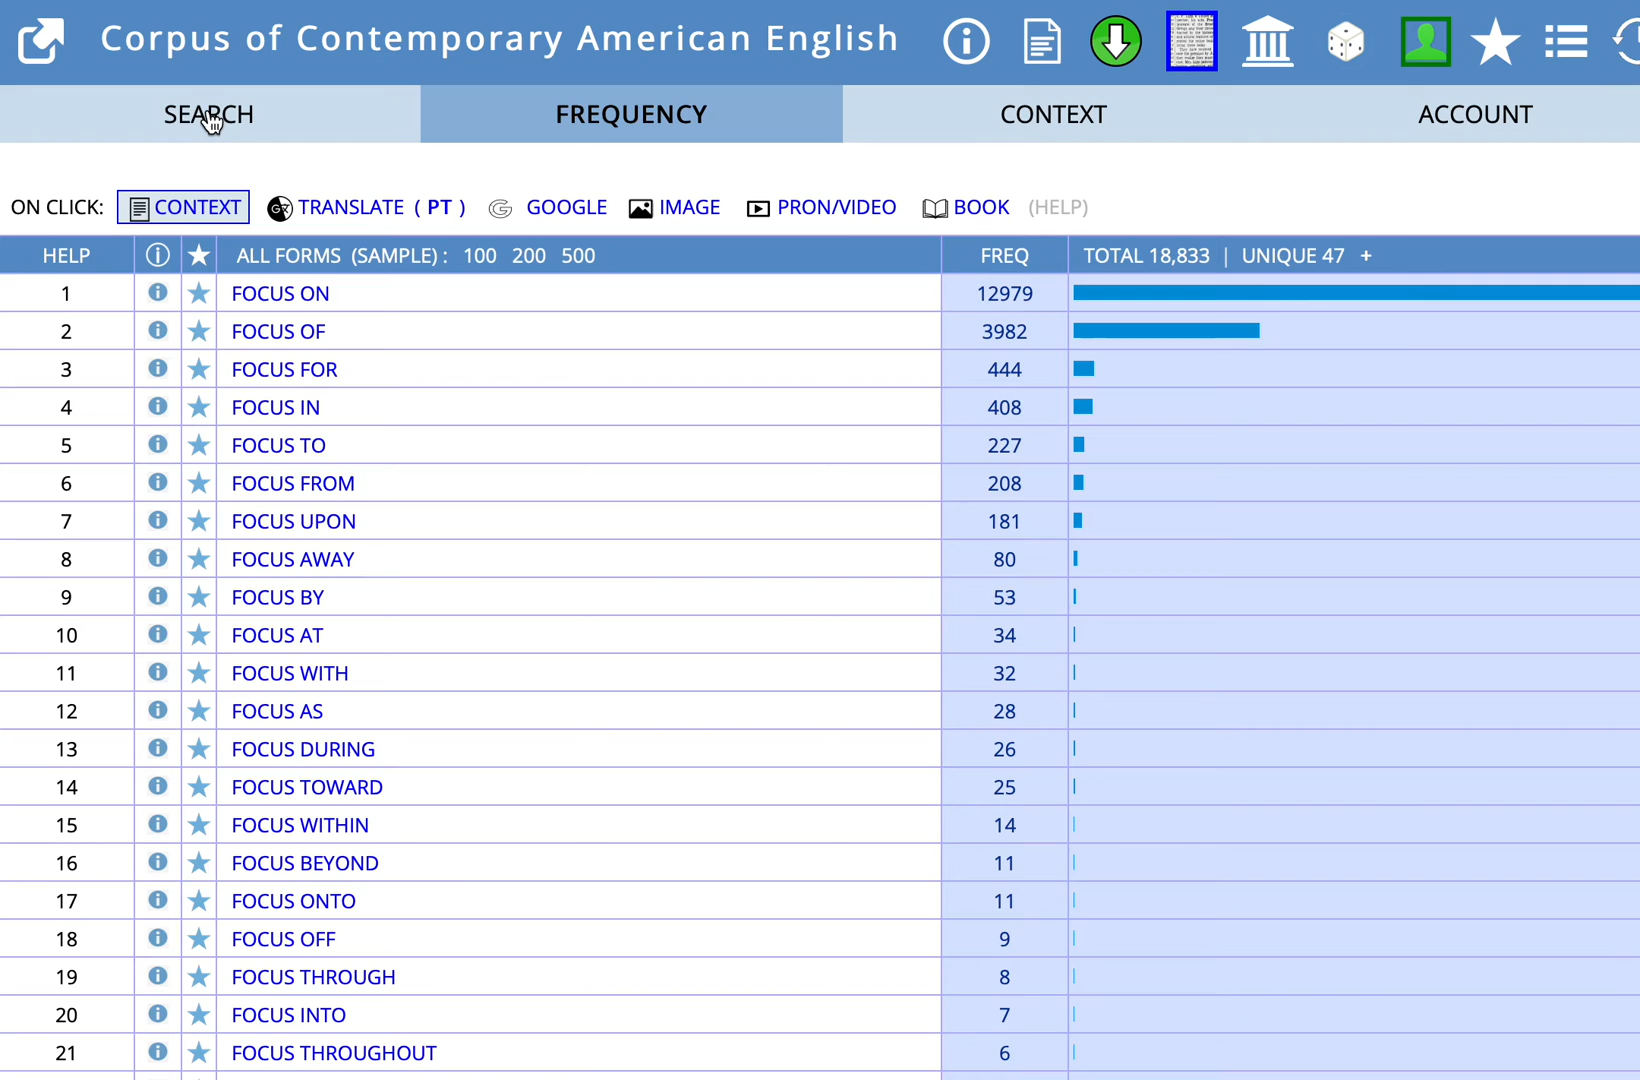 Corpus of Contemporary American English
SEARCH FREQUENCY CONTEXT ACCOUNT
ON CLICK: CONTEXT TRANSLATE ( PT ) GOOGLE IMAGE PRON/VIDEO BOOK (HELP)
HELP ALL FORMS (SAMPLE) : 100 200 500 FREQ TOTAL 18,833 | UNIQUE 47 +
1 FOCUS ON 12979
2 FOCUS OF 3982
3 FOCUS FOR 444
4 FOCUS IN 408
5 FOCUS TO 227
6 FOCUS FROM 208
7 FOCUS UPON 181
8 FOCUS AWAY 80
9 FOCUS BY 53
10 FOCUS AT 34
11 FOCUS WITH 32
12 FOCUS AS 28
13 FOCUS DURING 26
14 FOCUS TOWARD 25
15 FOCUS WITHIN 14
16 FOCUS BEYOND 11
17 FOCUS ONTO 11
18 FOCUS OFF 9
19 FOCUS THROUGH 8
20 FOCUS INTO 7
21 FOCUS THROUGHOUT 6